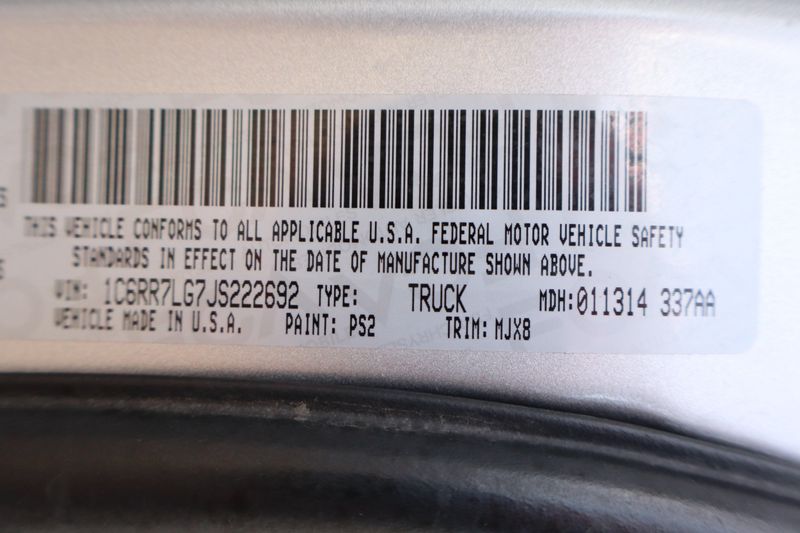 THIS VEHICLE CONFORMS TO ALL APPLICABLE U.S.A. FEDERAL MOTOR VEHICLE SAFETY
STANDARDS IN EFFECT ON THE DATE OF MANUFACTURE SHOWN ABOVE.
VIN: 1C6RR7LG7JS222692 TYPE: TRUCK MDH:011314 337AA
VEHICLE MADE IN U.S.A. PAINT: PS2 TRIM: MJX8